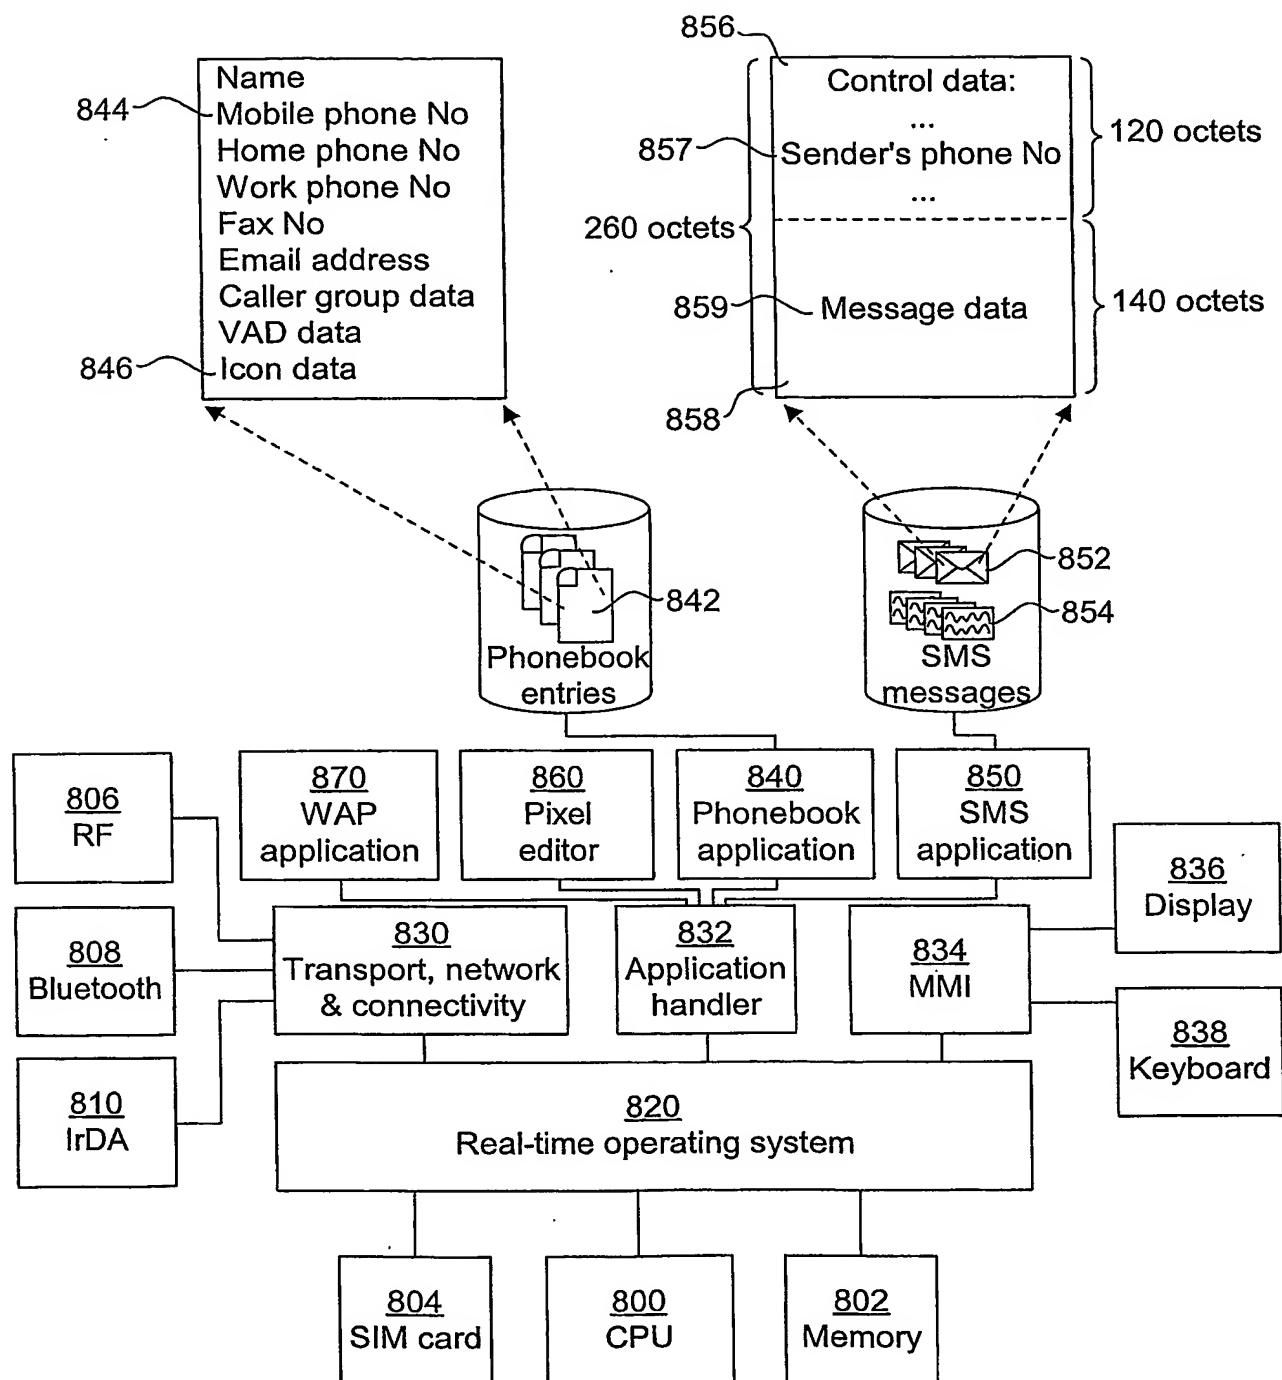 856
Name
844
Mobile phone No
Home phone No
Work phone No
Fax No
Email address
Caller group data
VAD data
846
Icon data
Control data:
...
857
Sender's phone No
...
120 octets
260 octets
859
Message data
140 octets
858
842
Phonebook
entries
852
854
SMS
messages
806
RF
870
WAP
application
860
Pixel
editor
840
Phonebook
application
850
SMS
application
836
Display
808
Bluetooth
830
Transport, network
& connectivity
832
Application
handler
834
MMI
838
Keyboard
810
IrDA
820
Real-time operating system
804
SIM card
800
CPU
802
Memory